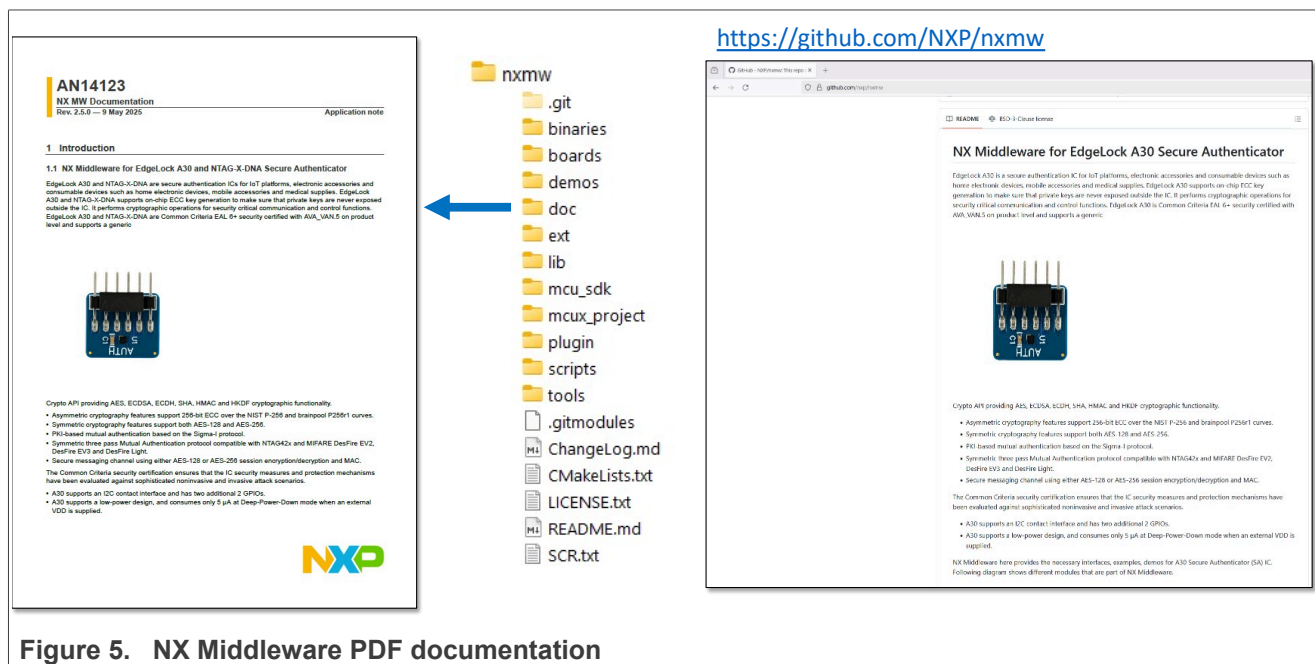 AN14123
NX MW Documentation
Rev. 2.5.0 — 9 May 2025 Application note
1 Introduction
1.1 NX Middleware for EdgeLock A30 and NTAG-X-DNA Secure Authenticator
EdgeLock A30 and NTAG-X-DNA are secure authentication ICs for IoT platforms, electronic accessories and
consumable devices such as home electronic devices, mobile accessories and medical supplies. EdgeLock
A30 and NTAG-X-DNA supports on-chip ECC key generation to make sure that private keys are never exposed
outside the IC. It performs cryptographic operations for security critical communication and control functions.
EdgeLock A30 and NTAG-X-DNA are Common Criteria EAL 6+ security certified with AVA_VAN.5 on product
level and supports a generic
C1
U1
AUTH
Crypto API providing AES, ECDSA, ECDH, SHA, HMAC and HKDF cryptographic functionality.
• Asymmetric cryptography features support 256-bit ECC over the NIST P-256 and brainpool P256r1 curves.
• Symmetric cryptography features support both AES-128 and AES-256.
• PKI-based mutual authentication based on the Sigma-I protocol.
• Symmetric three pass Mutual Authentication protocol compatible with NTAG42x and MIFARE DesFire EV2,
DesFire EV3 and DesFire Light.
• Secure messaging channel using either AES-128 or AES-256 session encryption/decryption and MAC.
The Common Criteria security certification ensures that the IC security measures and protection mechanisms
have been evaluated against sophisticated noninvasive and invasive attack scenarios.
• A30 supports an I2C contact interface and has two additional 2 GPIOs.
• A30 supports a low-power design, and consumes only 5 µA at Deep-Power-Down mode when an external
VDD is supplied.
NXP
nxmw
.git
binaries
boards
demos
doc
ext
lib
mcu_sdk
mcux_project
plugin
scripts
tools
.gitmodules
ChangeLog.md
CMakeLists.txt
LICENSE.txt
README.md
SCR.txt
https://github.com/NXP/nxmw
GitHub - NXP/nxmw: This repo
github.com/nxp/nxmw
README BSD-3-Clause license
NX Middleware for EdgeLock A30 Secure Authenticator
EdgeLock A30 is a secure authentication IC for IoT platforms, electronic accessories and consumable devices such as
home electronic devices, mobile accessories and medical supplies. EdgeLock A30 supports on-chip ECC key
generation to make sure that private keys are never exposed outside the IC. It performs cryptographic operations for
security critical communication and control functions. EdgeLock A30 is Common Criteria EAL 6+ security certified with
AVA_VAN.5 on product level and supports a generic
C1
U1
AUTH
Crypto API providing AES, ECDSA, ECDH, SHA, HMAC and HKDF cryptographic functionality.
• Asymmetric cryptography features support 256-bit ECC over the NIST P-256 and brainpool P256r1 curves.
• Symmetric cryptography features support both AES-128 and AES-256.
• PKI-based mutual authentication based on the Sigma-I protocol.
• Symmetric three pass Mutual Authentication protocol compatible with NTAG42x and MIFARE DesFire EV2,
DesFire EV3 and DesFire Light.
• Secure messaging channel using either AES-128 or AES-256 session encryption/decryption and MAC.
The Common Criteria security certification ensures that the IC security measures and protection mechanisms have
been evaluated against sophisticated noninvasive and invasive attack scenarios.
• A30 supports an I2C contact interface and has two additional 2 GPIOs.
• A30 supports a low-power design, and consumes only 5 µA at Deep-Power-Down mode when an external VDD is
supplied.
NX Middleware here provides the necessary interfaces, examples, demos for A30 Secure Authenticator (SA) IC.
Following diagram shows different modules that are part of NX Middleware.
Figure 5. NX Middleware PDF documentation